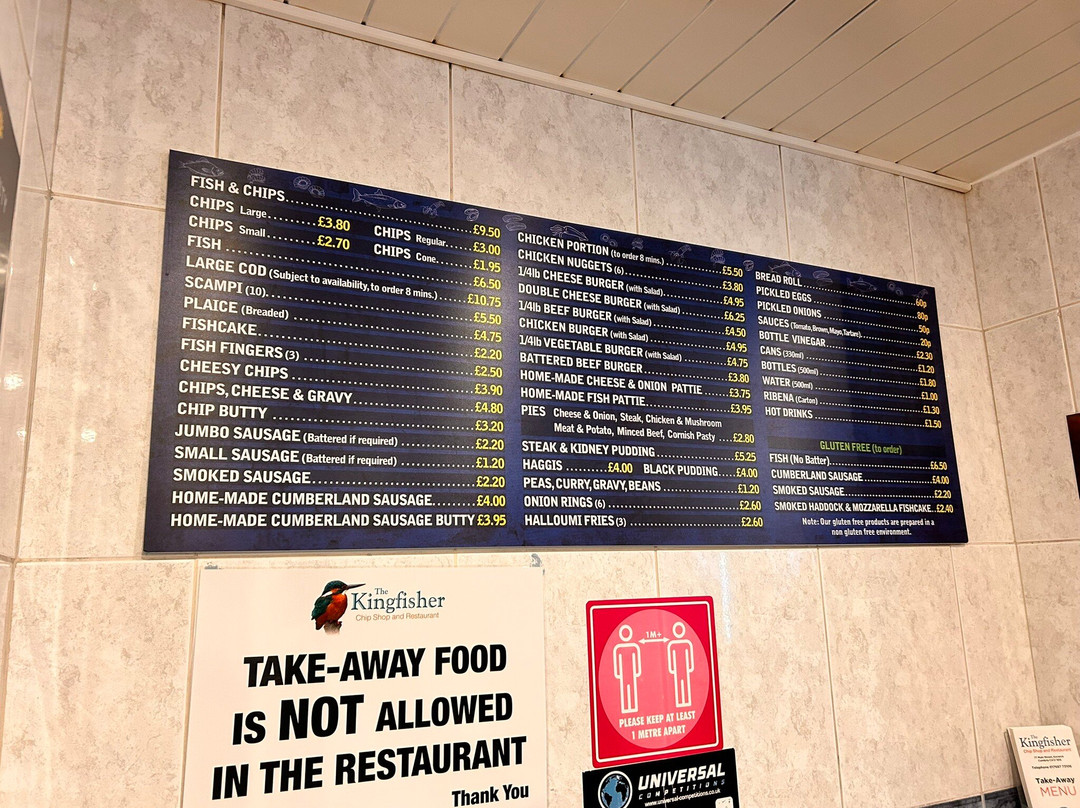 FISH & CHIPS £9.50
CHIPS Large £3.80 CHIPS Regular £3.00
CHIPS Small £2.70 CHIPS Cone £1.95
FISH £6.50
LARGE COD (Subject to availability, to order 8 mins.) £10.75
SCAMPI (10) £5.50
PLAICE (Breaded) £4.75
FISHCAKE £2.20
FISH FINGERS (3) £2.50
CHEESY CHIPS £3.90
CHIPS, CHEESE & GRAVY £4.80
CHIP BUTTY £3.20
JUMBO SAUSAGE (Battered if required) £2.20
SMALL SAUSAGE (Battered if required) £1.20
SMOKED SAUSAGE £2.20
HOME-MADE CUMBERLAND SAUSAGE £4.00
HOME-MADE CUMBERLAND SAUSAGE BUTTY £3.95
CHICKEN PORTION (to order 8 mins.) £5.50
CHICKEN NUGGETS (6) £3.80
1/4lb CHEESE BURGER (with Salad) £4.95
DOUBLE CHEESE BURGER (with Salad) £6.25
1/4lb BEEF BURGER (with Salad) £4.50
CHICKEN BURGER (with Salad) £4.95
1/4lb VEGETABLE BURGER (with Salad) £4.75
BATTERED BEEF BURGER £3.80
HOME-MADE CHEESE & ONION PATTIE £3.75
HOME-MADE FISH PATTIE £3.95
PIES Cheese & Onion, Steak, Chicken & Mushroom
Meat & Potato, Minced Beef, Cornish Pasty £2.80
STEAK & KIDNEY PUDDING £5.25
HAGGIS £4.00 BLACK PUDDING £4.00
PEAS, CURRY, GRAVY, BEANS £1.20
ONION RINGS (6) £2.60
HALLOUMI FRIES (3) £2.60
BREAD ROLL 60p
PICKLED EGGS 80p
PICKLED ONIONS 50p
SAUCES (Tomato, Brown, Mayo, Tartare) 20p
BOTTLE VINEGAR £2.30
CANS (330ml) £1.20
BOTTLES (500ml) £1.80
WATER (500ml) £1.00
RIBENA (Carton) £1.30
HOT DRINKS £1.50
GLUTEN FREE (to order)
FISH (No Batter) £6.50
CUMBERLAND SAUSAGE £4.00
SMOKED SAUSAGE £2.20
SMOKED HADDOCK & MOZZARELLA FISHCAKE £2.40
Note: Our gluten free products are prepared in a
non gluten free environment.
The
Kingfisher
Chip Shop and Restaurant
TAKE-AWAY FOOD
IS NOT ALLOWED
IN THE RESTAURANT
Thank You
1M+
PLEASE KEEP AT LEAST
1 METRE APART
UNIVERSAL
COMPETITIONS
www.universal-competitions.co.uk
The
Kingfisher
Chip Shop and Restaurant
Take-Away
MENU